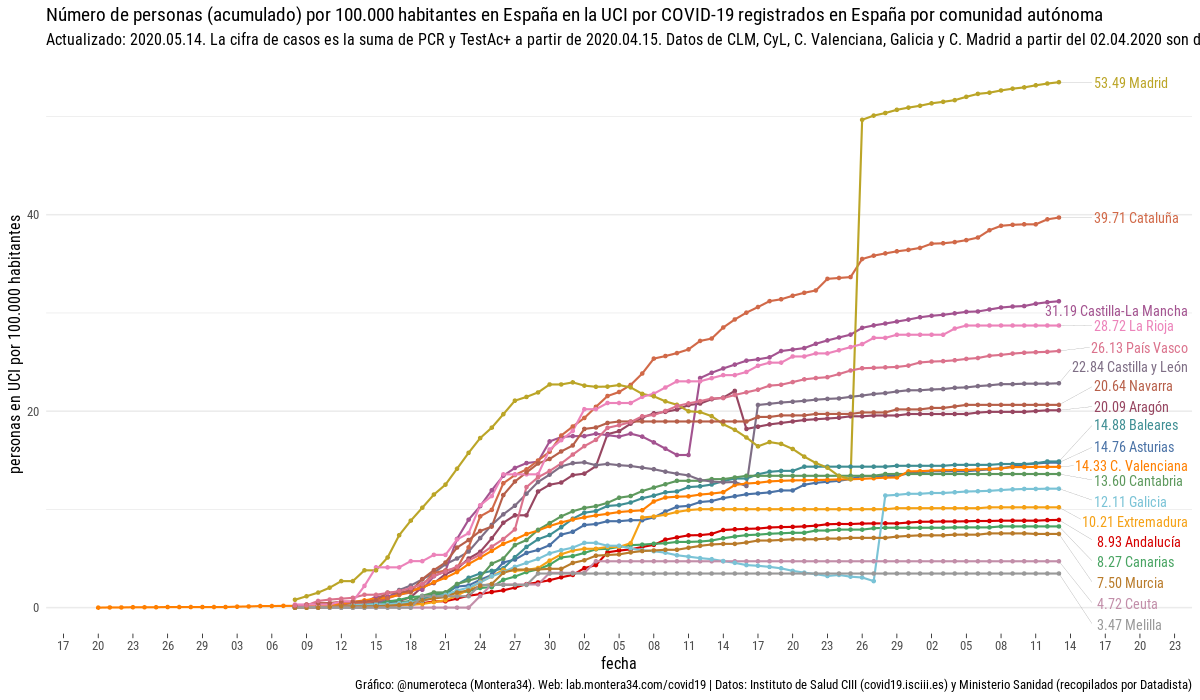 Número de personas (acumulado) por 100.000 habitantes en España en la UCI por COVID-19 registrados en España por comunidad autónoma
Actualizado: 2020.05.14. La cifra de casos es la suma de PCR y TestAc+ a partir de 2020.04.15. Datos de CLM, CyL, C. Valenciana, Galicia y C. Madrid a partir del 02.04.2020 son d
personas en UCI por 100.000 habitantes
40
20
0
53.49 Madrid
39.71 Cataluña
31.19 Castilla-La Mancha
28.72 La Rioja
26.13 País Vasco
22.84 Castilla y León
20.64 Navarra
20.09 Aragón
14.88 Baleares
14.76 Asturias
14.33 C. Valenciana
13.60 Cantabria
12.11 Galicia
10.21 Extremadura
8.93 Andalucía
8.27 Canarias
7.50 Murcia
4.72 Ceuta
3.47 Melilla
17 20 23 26 29 03 06 09 12 15 18 21 24 27 30 02 05 08 11 14 17 20 23 26 29 02 05 08 11 14 17 20 23
fecha
Gráfico: @numeroteca (Montera34). Web: lab.montera34.com/covid19 | Datos: Instituto de Salud CIII (covid19.isciii.es) y Ministerio Sanidad (recopilados por Datadista)